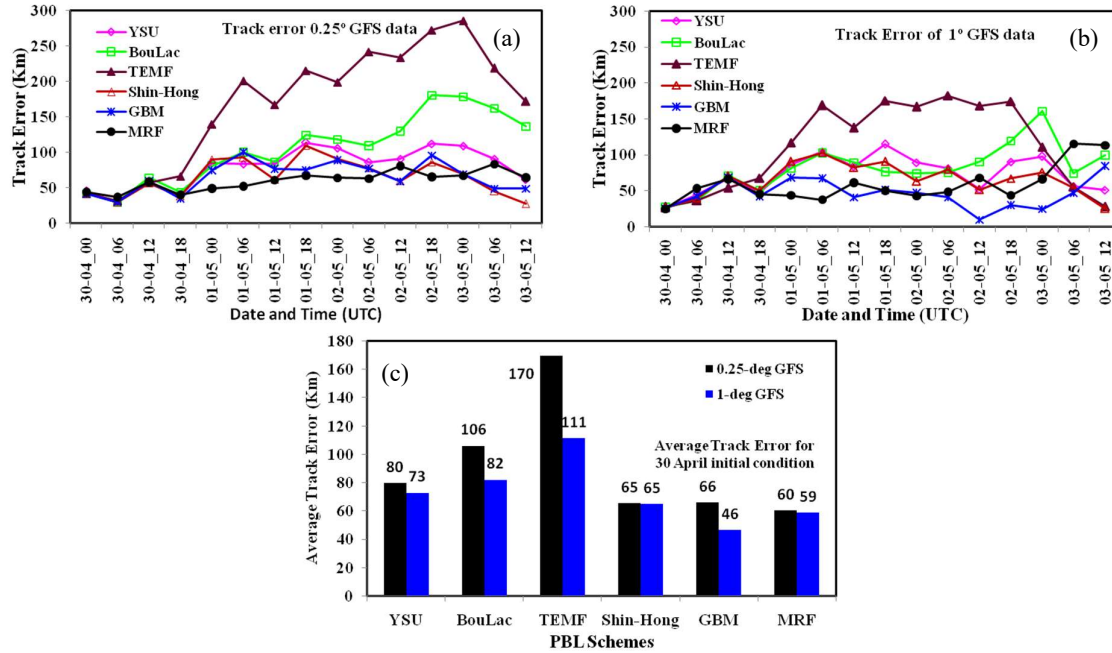 Track error 0.25º GFS data
(a)
YSU
BouLac
TEMF
Shin-Hong
GBM
MRF
Track Error (Km)
300
250
200
150
100
50
0
30-04_00
30-04_06
30-04_12
30-04_18
01-05_00
01-05_06
01-05_12
01-05_18
02-05_00
02-05_06
02-05_12
02-05_18
03-05_00
03-05_06
03-05_12
Date and Time (UTC)
Track Error of 1º GFS data
(b)
YSU
BouLac
TEMF
Shin-Hong
GBM
MRF
Track Error (Km)
300
250
200
150
100
50
0
30-04_00
30-04_06
30-04_12
30-04_18
01-05_00
01-05_06
01-05_12
01-05_18
02-05_00
02-05_06
02-05_12
02-05_18
03-05_00
03-05_06
03-05_12
Date and Time (UTC)
(c)
0.25-deg GFS
1-deg GFS
Average Track Error for
30 April initial condition
Average Track Error (Km)
180
160
140
120
100
80
60
40
20
0
80
73
106
82
170
111
65
65
66
46
60
59
YSU
BouLac
TEMF
Shin-Hong
GBM
MRF
PBL Schemes